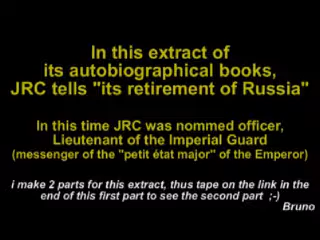 In this extract of
its autobiographical books,
JRC tells "its retirement of Russia"
In this time JRC was nommed officer,
Lieutenant of the Imperial Guard
(messenger of the "petit état major" of the Emperor)
i make 2 parts for this extract, thus tape on the link in the
end of this first part to see the second part  ;-)
Bruno